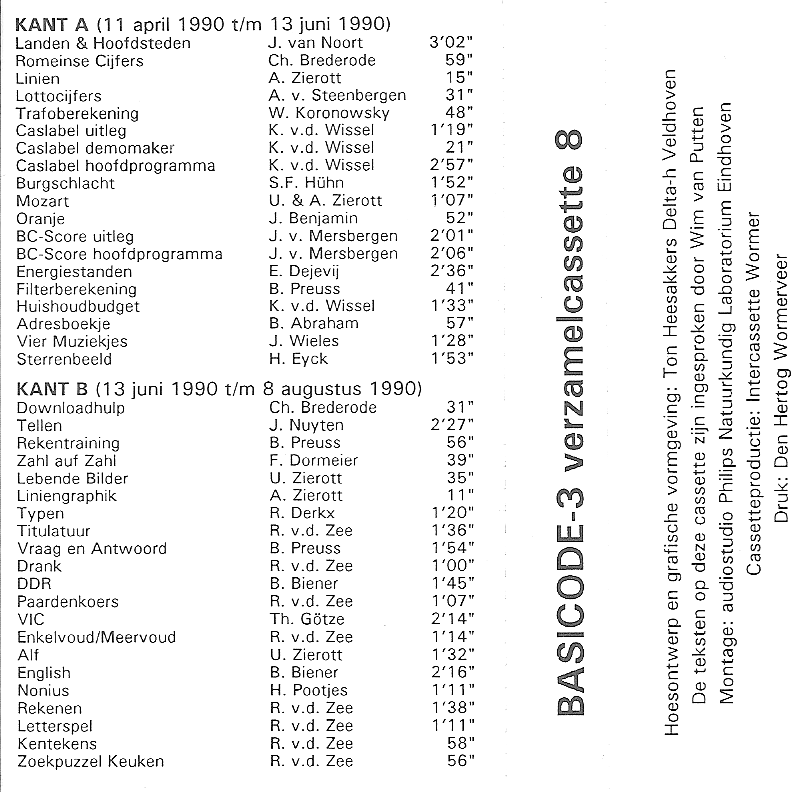 KANT A (11 april 1990 t/m 13 juni 1990)
Landen & Hoofdsteden J. van Noort 3'02"
Romeinse Cijfers Ch. Brederode 59"
Linien A. Zierott 15"
Lottocijfers A. v. Steenbergen 31"
Trafoberekening W. Koronowsky 48"
Caslabel uitleg K. v.d. Wissel 1'19"
Caslabel demomaker K. v.d. Wissel 21"
Caslabel hoofdprogramma K. v.d. Wissel 2'57"
Burgschlacht S.F. Hühn 1'52"
Mozart U. & A. Zierott 1'07"
Oranje J. Benjamin 52"
BC-Score uitleg J. v. Mersbergen 2'01"
BC-Score hoofdprogramma J. v. Mersbergen 2'06"
Energiestanden E. Dejevij 2'36"
Filterberekening B. Preuss 41"
Huishoudbudget K. v.d. Wissel 1'33"
Adresboekje B. Abraham 57"
Vier Muziekjes J. Wieles 1'28"
Sterrenbeeld H. Eyck 1'53"
KANT B (13 juni 1990 t/m 8 augustus 1990)
Downloadhulp Ch. Brederode 31"
Tellen J. Nuyten 2'27"
Rekentraining B. Preuss 56"
Zahl auf Zahl F. Dormeier 39"
Lebende Bilder U. Zierott 35"
Liniengraphik A. Zierott 11"
Typen R. Derkx 1'20"
Titulatuur R. v.d. Zee 1'36"
Vraag en Antwoord B. Preuss 1'54"
Drank R. v.d. Zee 1'00"
DDR B. Biener 1'45"
Paardenkoers R. v.d. Zee 1'07"
VIC Th. Götze 2'14"
Enkelvoud/Meervoud R. v.d. Zee 1'14"
Alf U. Zierott 1'32"
English B. Biener 2'16"
Nonius H. Pootjes 1'11"
Rekenen R. v.d. Zee 1'38"
Letterspel R. v.d. Zee 1'11"
Kentekens R. v.d. Zee 58"
Zoekpuzzel Keuken R. v.d. Zee 56"
BASICODE-3 verzamelcassette 8
Hoesontwerp en grafische vormgeving: Ton Heesakkers Delta-h Veldhoven
De teksten op deze cassette zijn ingesproken door Wim van Putten
Montage: audiostudio Philips Natuurkundig Laboratorium Eindhoven
Cassetteproductie: Intercassette Wormer
Druk: Den Hertog Wormerveer